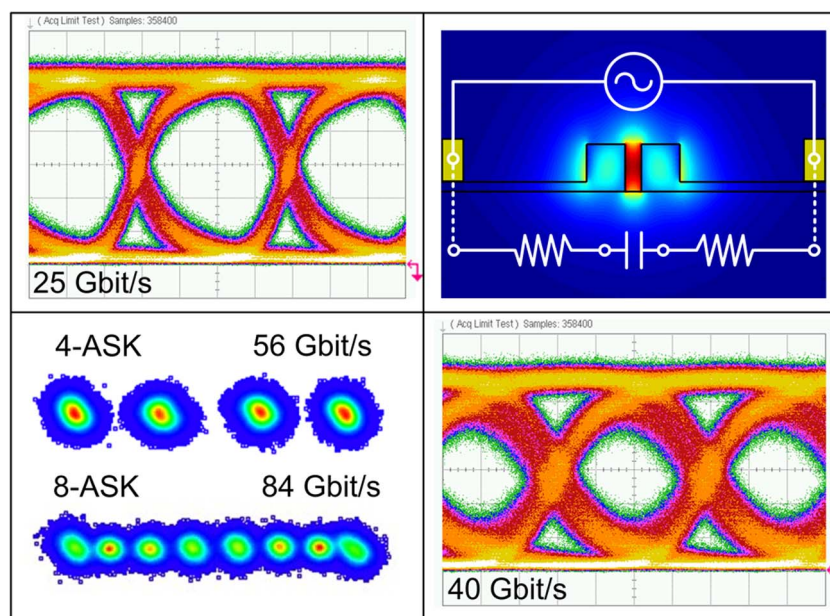 ( Acq Limit Test ) Samples: 358400
25 Gbit/s
4-ASK 56 Gbit/s
8-ASK 84 Gbit/s
( Acq Limit Test ) Samples: 358400
40 Gbit/s